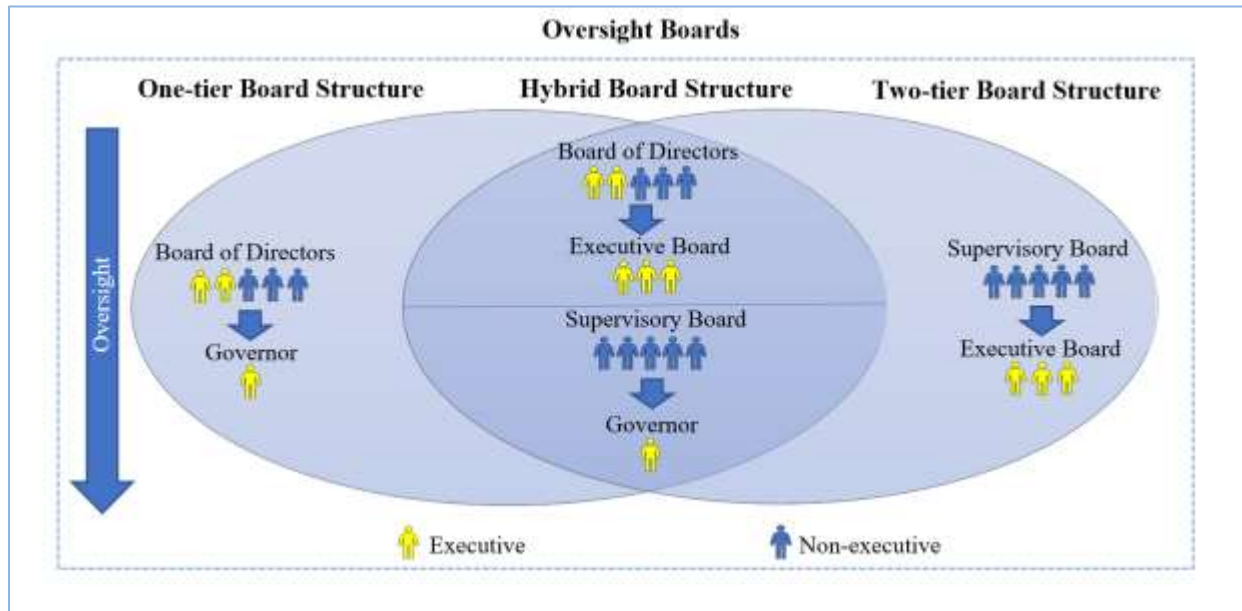 Oversight Boards
One-tier Board Structure
Hybrid Board Structure
Two-tier Board Structure
Oversight
Board of Directors
Governor
Board of Directors
Executive Board
Supervisory Board
Governor
Supervisory Board
Executive Board
Executive
Non-executive